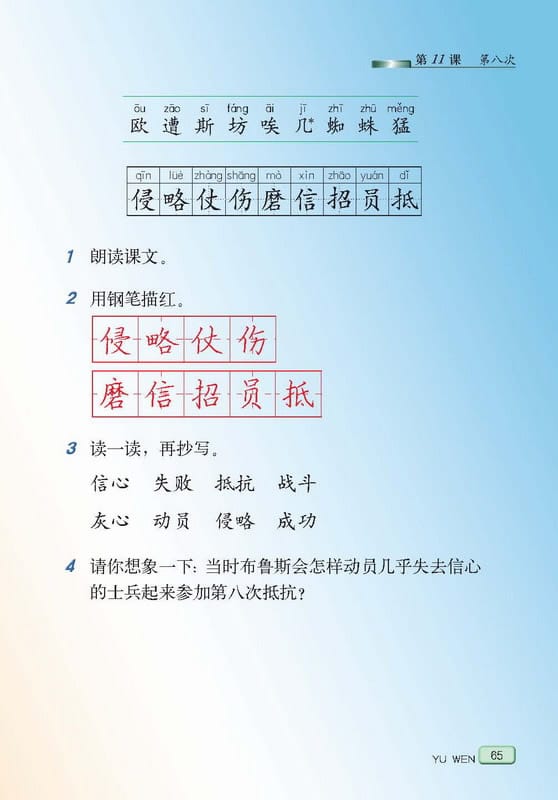 第11课 第八次
ōu zāo sī fáng āi jī zhī zhū měng
欧 遭 斯 坊 唉 几* 蜘 蛛 猛
qīn lüè zhàng shāng mó xìn zhāo yuán dǐ
侵 略 仗 伤 磨 信 招 员 抵
1 朗读课文。
2 用钢笔描红。
侵 略 仗 伤
磨 信 招 员 抵
3 读一读，再抄写。
信心 失败 抵抗 战斗
灰心 动员 侵略 成功
4 请你想象一下：当时布鲁斯会怎样动员几乎失去信心
的士兵起来参加第八次抵抗？
YU WEN 65